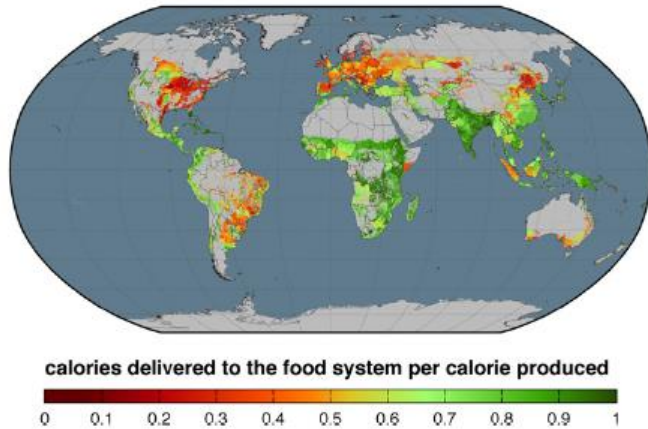 calories delivered to the food system per calorie produced
0 0.1 0.2 0.3 0.4 0.5 0.6 0.7 0.8 0.9 1